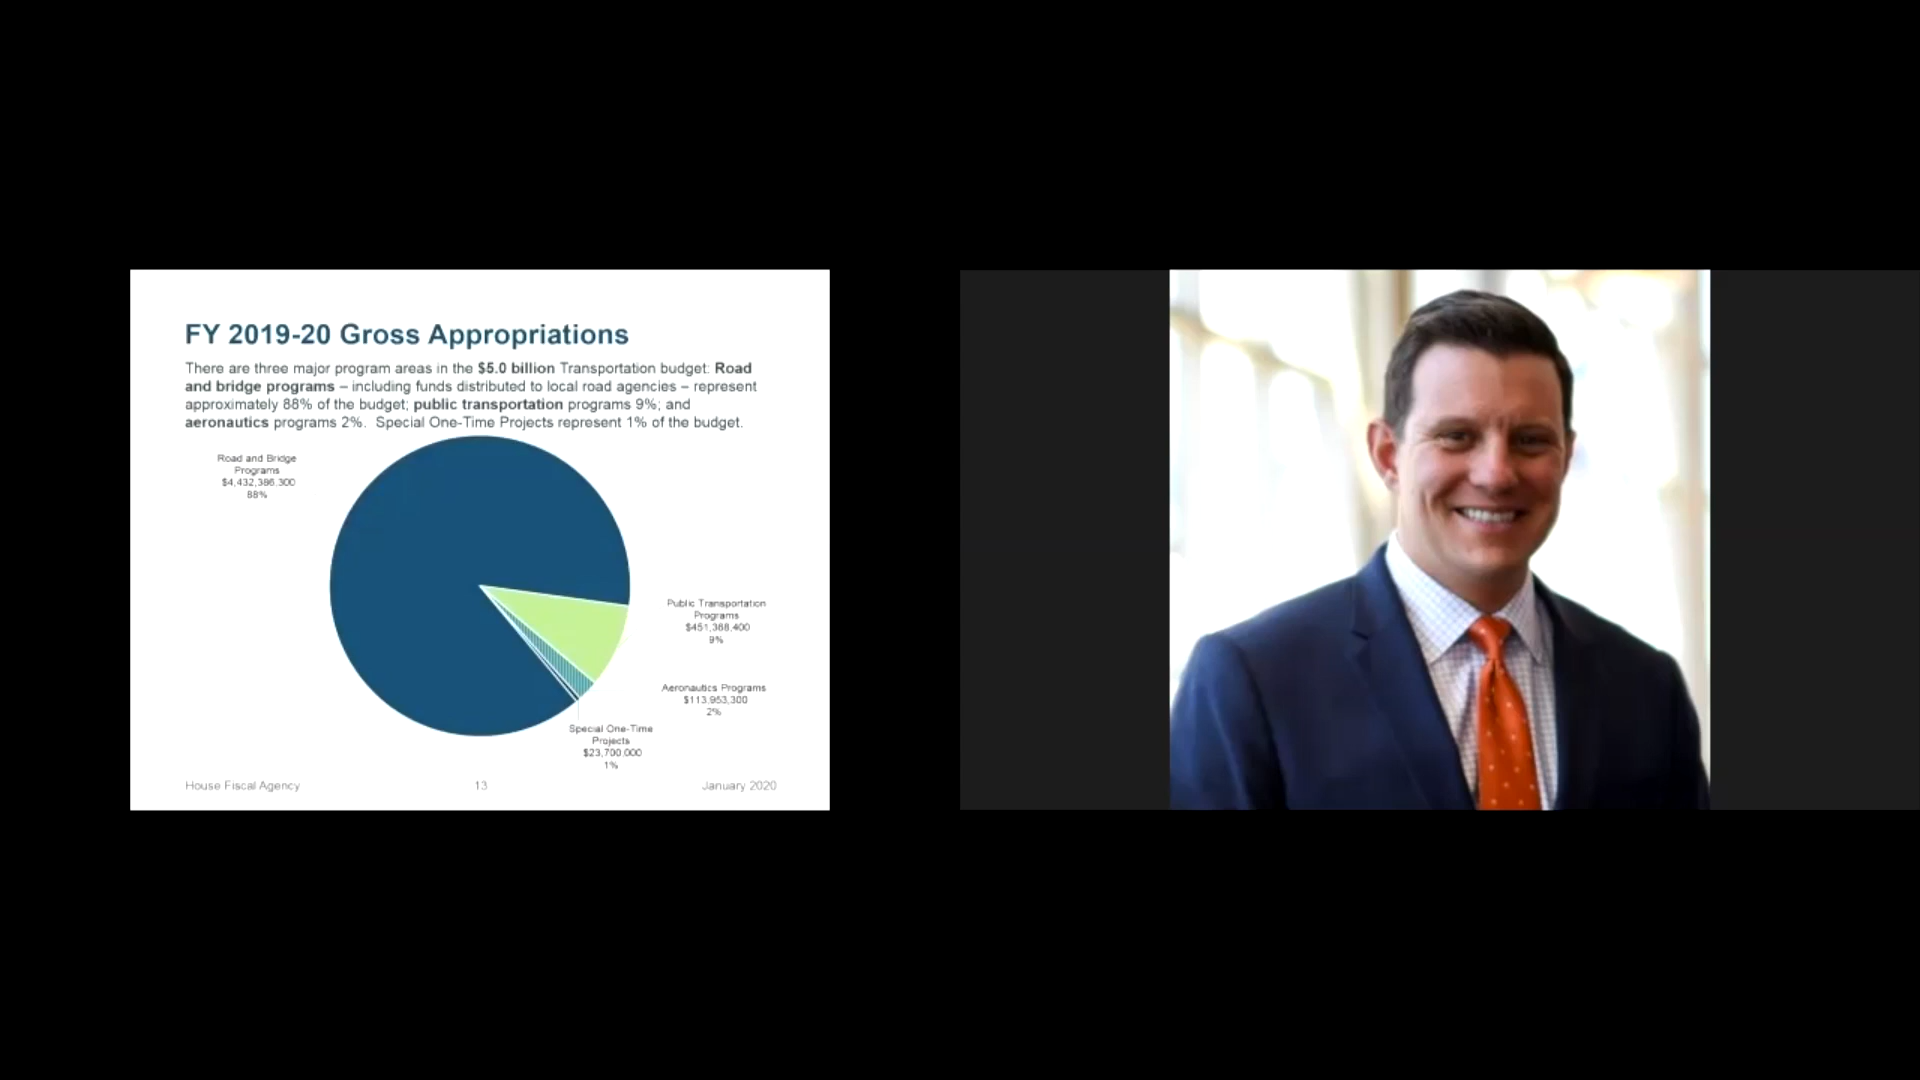 FY 2019-20 Gross Appropriations
There are three major program areas in the $5.0 billion Transportation budget: Road
and bridge programs – including funds distributed to local road agencies – represent
approximately 88% of the budget; public transportation programs 9%; and
aeronautics programs 2%. Special One-Time Projects represent 1% of the budget.
Road and Bridge
Programs
$4,432,386,300
88%
Public Transportation
Programs
$451,368,400
9%
Aeronautics Programs
$113,953,300
2%
Special One-Time
Projects
$23,700,000
1%
House Fiscal Agency
13
January 2020